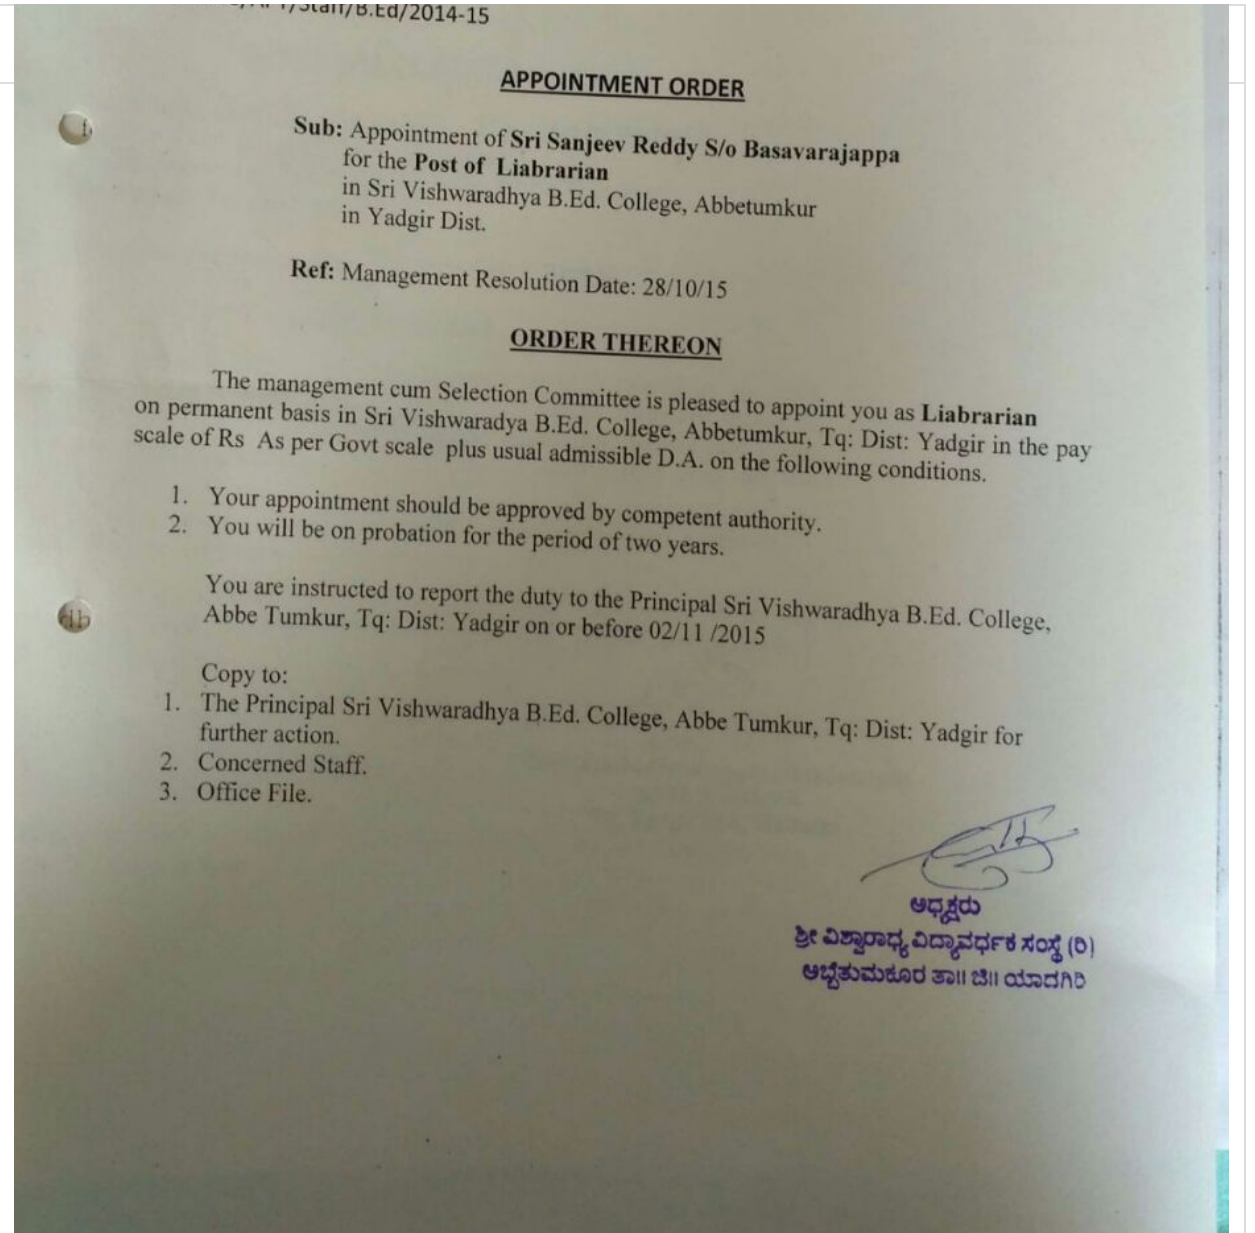 /Staff/B.Ed/2014-15
APPOINTMENT ORDER
Sub: Appointment of Sri Sanjeev Reddy S/o Basavarajappa
for the Post of Liabrarian
in Sri Vishwaradhya B.Ed. College, Abbetumkur
in Yadgir Dist.
Ref: Management Resolution Date: 28/10/15
ORDER THEREON
The management cum Selection Committee is pleased to appoint you as Liabrarian
on permanent basis in Sri Vishwaradya B.Ed. College, Abbetumkur, Tq: Dist: Yadgir in the pay
scale of Rs As per Govt scale plus usual admissible D.A. on the following conditions.
1. Your appointment should be approved by competent authority.
2. You will be on probation for the period of two years.
You are instructed to report the duty to the Principal Sri Vishwaradhya B.Ed. College,
Abbe Tumkur, Tq: Dist: Yadgir on or before 02/11 /2015
Copy to:
1. The Principal Sri Vishwaradhya B.Ed. College, Abbe Tumkur, Tq: Dist: Yadgir for
further action.
2. Concerned Staff.
3. Office File.
ಅಧ್ಯಕ್ಷರು
ಶ್ರೀ ವಿಶ್ವಾರಾಧ್ಯ ವಿದ್ಯಾವರ್ಧಕ ಸಂಸ್ಥೆ (ರಿ)
ಅಬ್ಬೆತುಮಕೂರ ತಾ॥ ಜಿ॥ ಯಾದಗಿರಿ